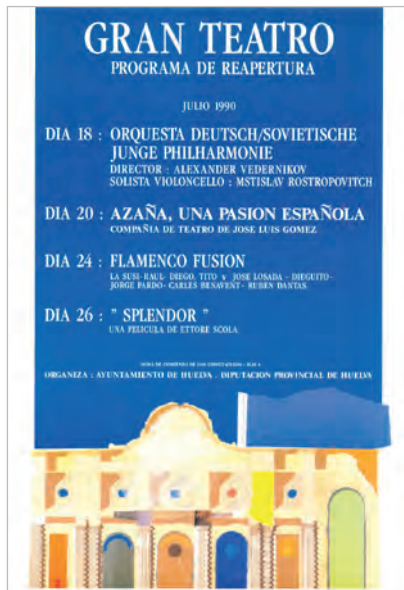 GRAN TEATRO
PROGRAMA DE REAPERTURA
JULIO 1990
DIA 18 : ORQUESTA DEUTSCH/SOVIETISCHE
JUNGE PHILHARMONIE
DIRECTOR : ALEXANDER VEDERNIKOV
SOLISTA VIOLONCELLO : MSTISLAV ROSTROPOVITCH
DIA 20 : AZAÑA, UNA PASION ESPAÑOLA
COMPAÑIA DE TEATRO DE JOSE LUIS GOMEZ
DIA 24 : FLAMENCO FUSION
LA SUSI - RAUL - DIEGO, TITO y JOSE LOSADA - DIEGUITO -
JORGE PARDO - CARLES BENAVENT - RUBEN DANTAS.
DIA 26 : " SPLENDOR "
UNA PELICULA DE ETTORE SCOLA
ORGANIZA : AYUNTAMIENTO DE HUELVA - DIPUTACION PROVINCIAL DE HUELVA